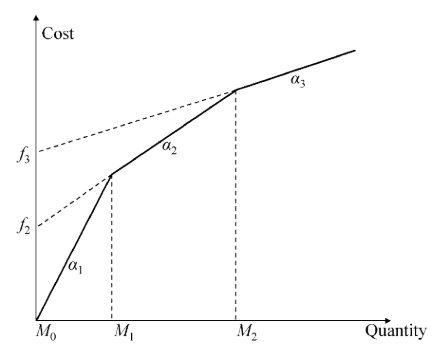 Cost
α₃
α₂
f₃
f₂
α₁
M₀
M₁
M₂
Quantity